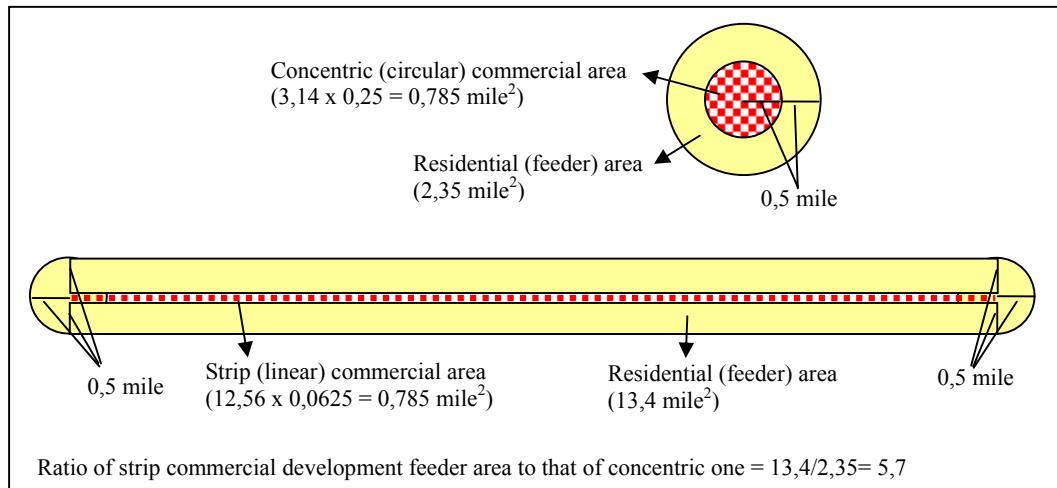 Concentric (circular) commercial area
(3,14 x 0,25 = 0,785 mile²)
Residential (feeder) area
(2,35 mile²)
0,5 mile
0,5 mile
Strip (linear) commercial area
(12,56 x 0,0625 = 0,785 mile²)
Residential (feeder) area
(13,4 mile²)
0,5 mile
Ratio of strip commercial development feeder area to that of concentric one = 13,4/2,35= 5,7